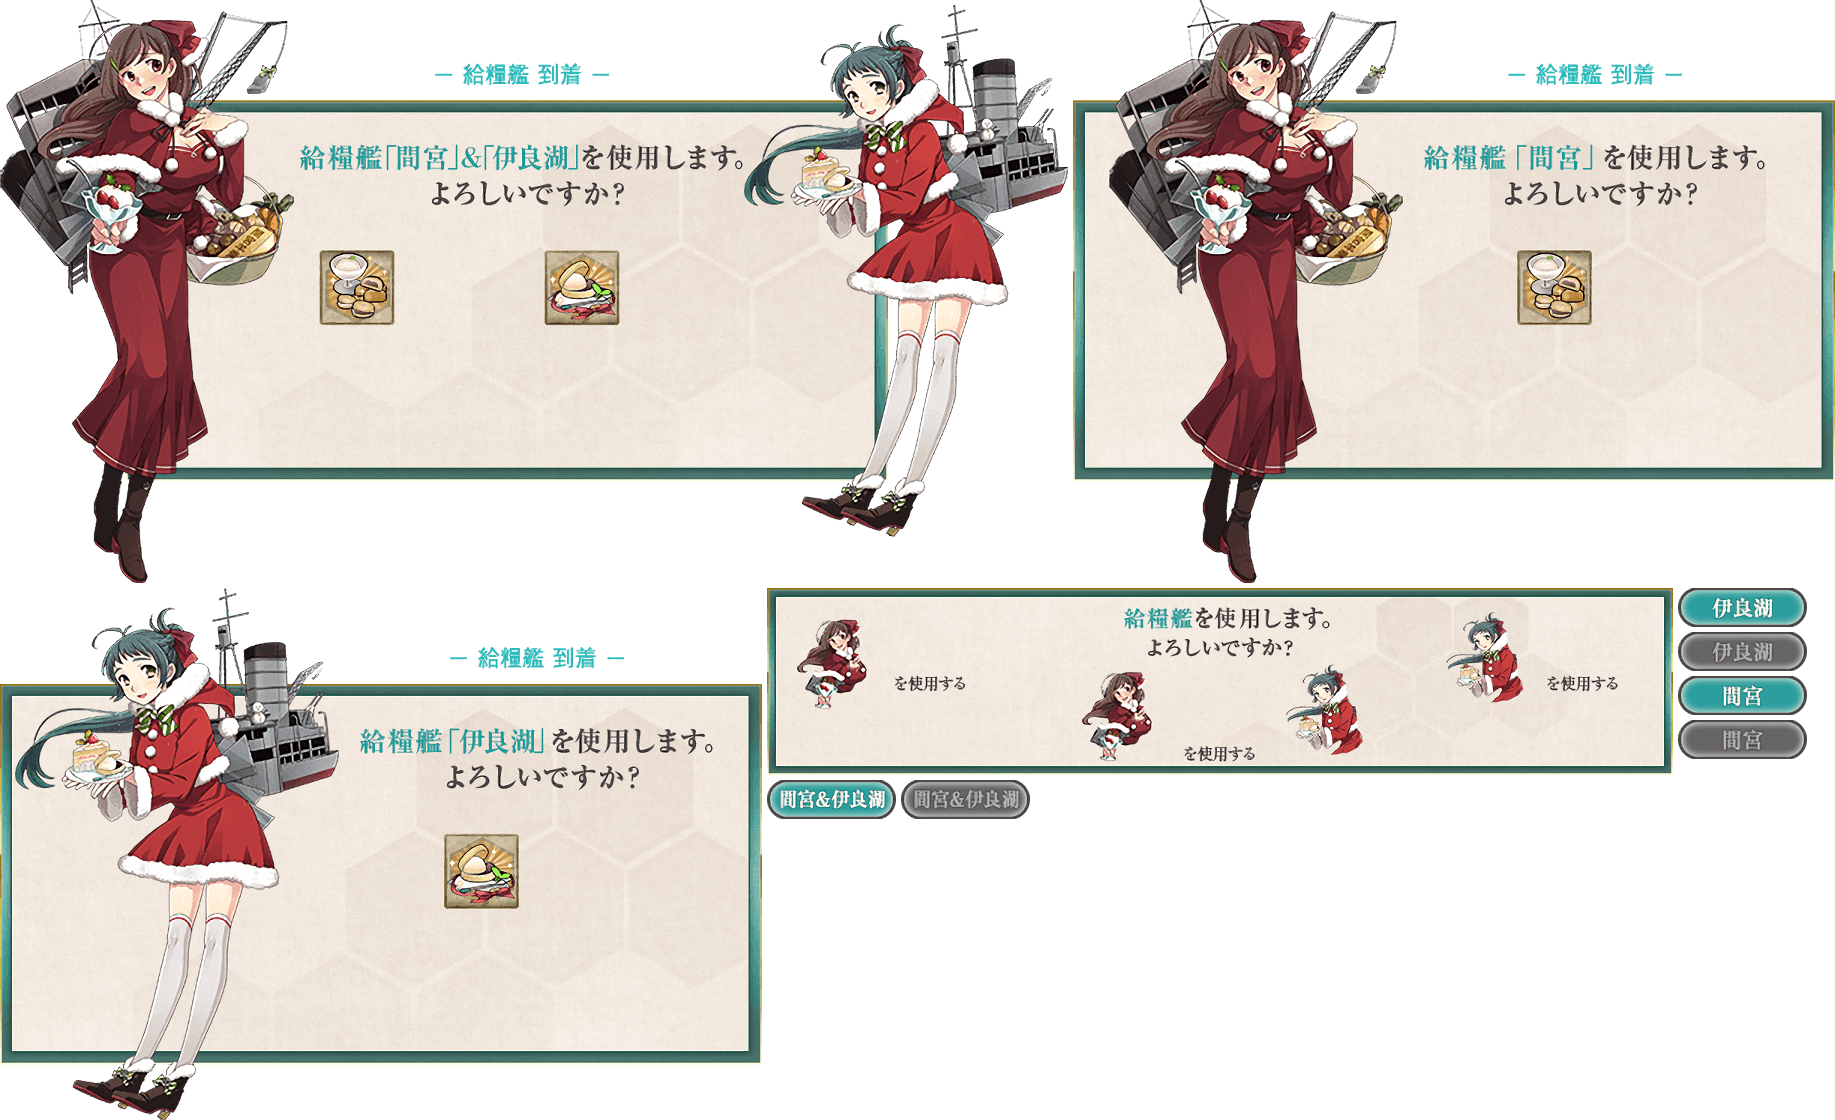 ― 給糧艦 到着 ―
給糧艦「間宮」&「伊良湖」を使用します。
よろしいですか?
― 給糧艦 到着 ―
給糧艦「間宮」を使用します。
よろしいですか?
― 給糧艦 到着 ―
給糧艦「伊良湖」を使用します。
よろしいですか?
給糧艦を使用します。
よろしいですか?
を使用する
を使用する
を使用する
伊良湖
伊良湖
間宮
間宮
間宮&伊良湖
間宮&伊良湖